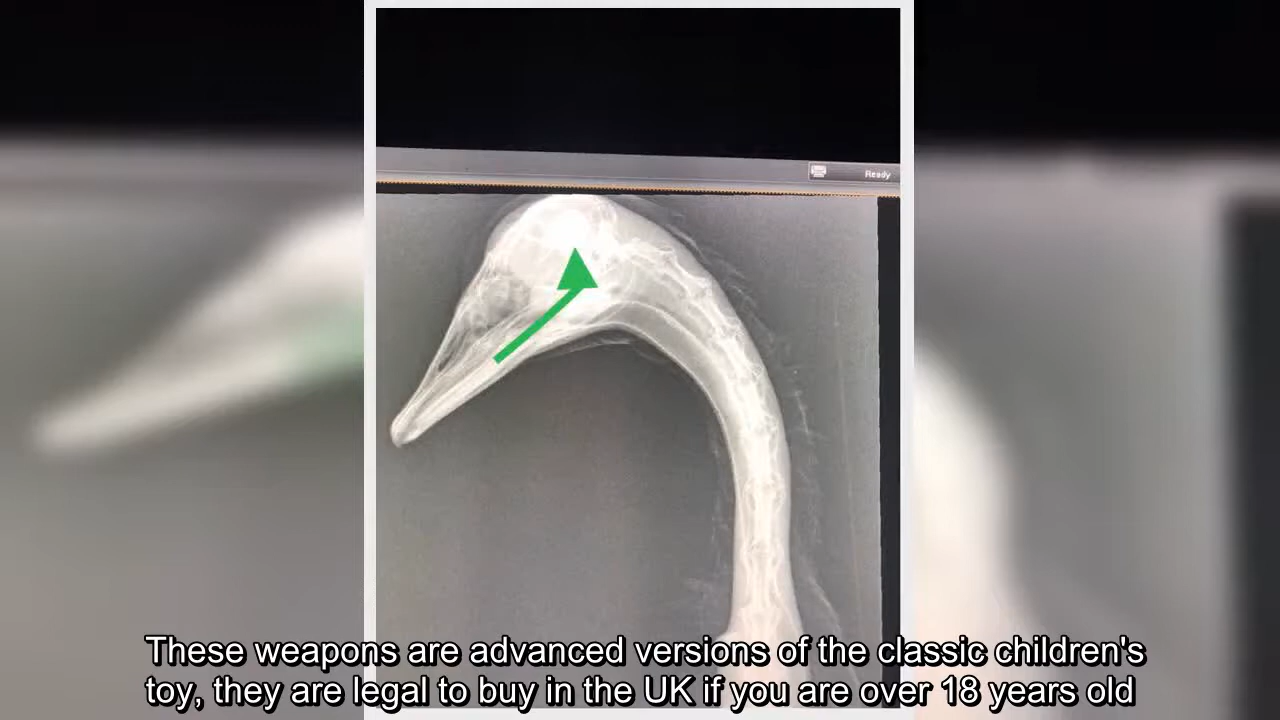 Ready
These weapons are advanced versions of the classic children's
toy, they are legal to buy in the UK if you are over 18 years old